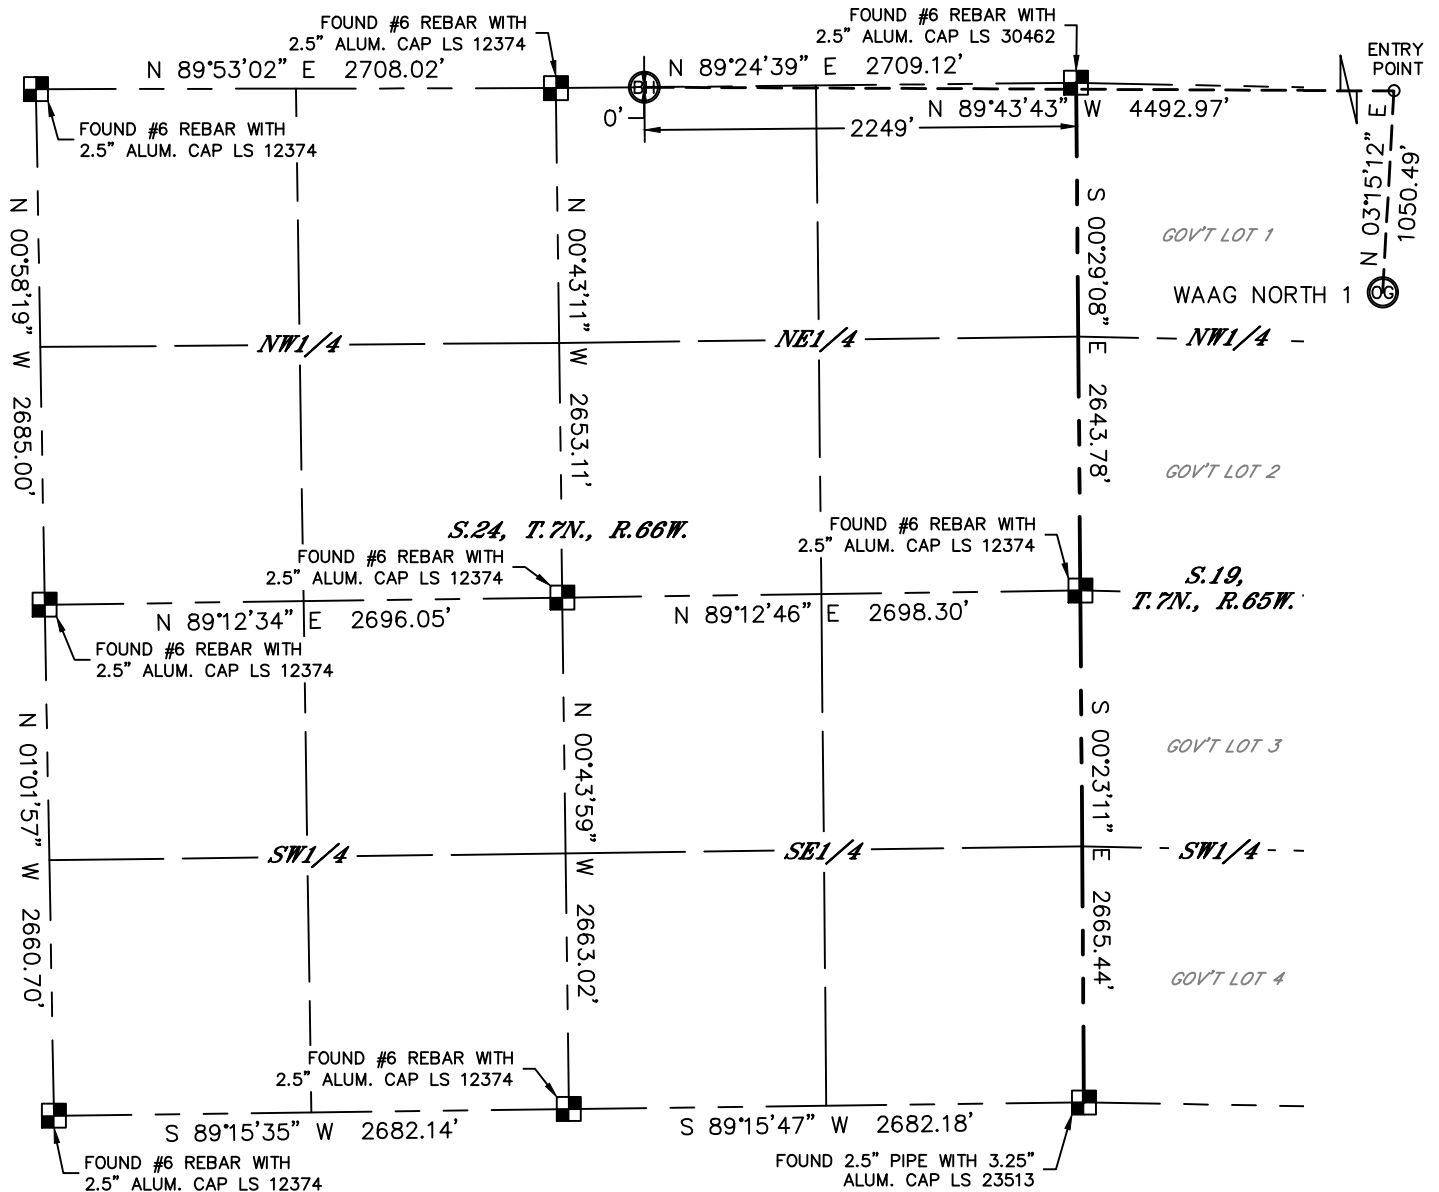 FOUND #6 REBAR WITH
2.5" ALUM. CAP LS 12374
FOUND #6 REBAR WITH
2.5" ALUM. CAP LS 30462
ENTRY
POINT
N 89°53'02" E 2708.02'
BH
N 89°24'39" E 2709.12'
N 89°43'43" W 4492.97'
0'
2249'
FOUND #6 REBAR WITH
2.5" ALUM. CAP LS 12374
N 03°15'12" E
1050.49'
N 00°58'19" W 2685.00'
N 00°43'11" W 2653.11'
S 00°29'08" E 2643.78'
GOV'T LOT 1
WAAG NORTH 1
OG
NW1/4
NE1/4
NW1/4
GOV'T LOT 2
S.24, T.7N., R.66W.
FOUND #6 REBAR WITH
2.5" ALUM. CAP LS 12374
FOUND #6 REBAR WITH
2.5" ALUM. CAP LS 12374
S.19,
T.7N., R.65W.
N 89°12'34" E 2696.05'
N 89°12'46" E 2698.30'
FOUND #6 REBAR WITH
2.5" ALUM. CAP LS 12374
N 01°01'57" W 2660.70'
N 00°43'59" W 2663.02'
S 00°23'11" E 2665.44'
GOV'T LOT 3
SW1/4
SE1/4
SW1/4
GOV'T LOT 4
FOUND #6 REBAR WITH
2.5" ALUM. CAP LS 12374
S 89°15'35" W 2682.14'
S 89°15'47" W 2682.18'
FOUND #6 REBAR WITH
2.5" ALUM. CAP LS 12374
FOUND 2.5" PIPE WITH 3.25"
ALUM. CAP LS 23513